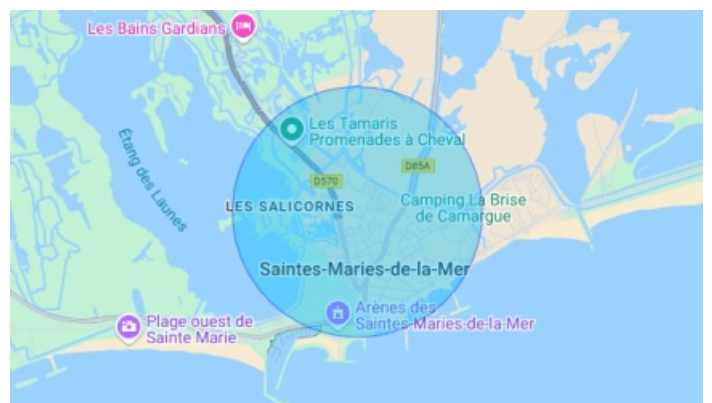 Les Bains Gardians
Les Tamaris
Promenades à Cheval
Étang des Launes
D85A
D570
LES SALICORNES
Camping La Brise
de Camargue
Saintes-Maries-de-la-Mer
Arènes des
Saintes-Maries-de-la-Mer
Plage ouest de
Sainte Marie